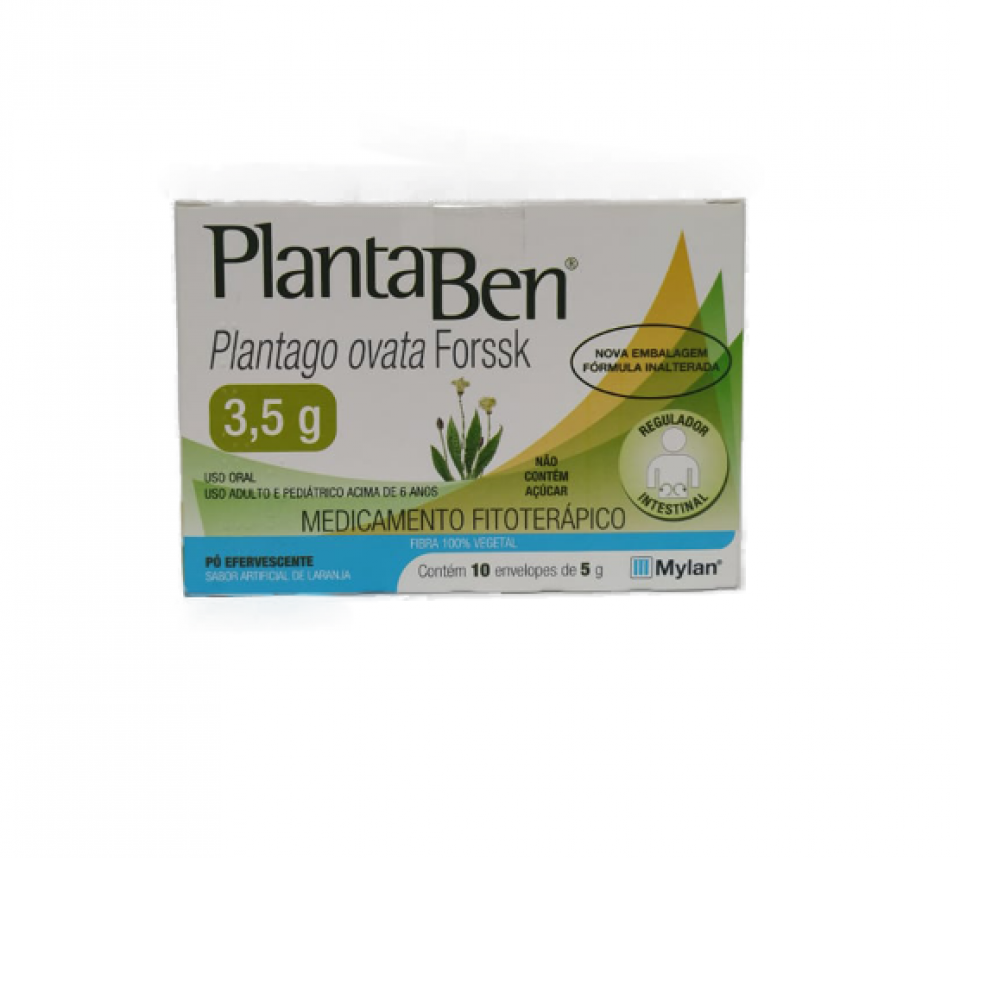 PlantaBen®
Plantago ovata Forssk
NOVA EMBALAGEM
FÓRMULA INALTERADA
3,5 g
REGULADOR
INTESTINAL
USO ORAL
USO ADULTO E PEDIÁTRICO ACIMA DE 6 ANOS
NÃO
CONTÉM
AÇÚCAR
MEDICAMENTO FITOTERÁPICO
FIBRA 100% VEGETAL
PÓ EFERVESCENTE
SABOR ARTIFICIAL DE LARANJA
Contém 10 envelopes de 5 g
Mylan®